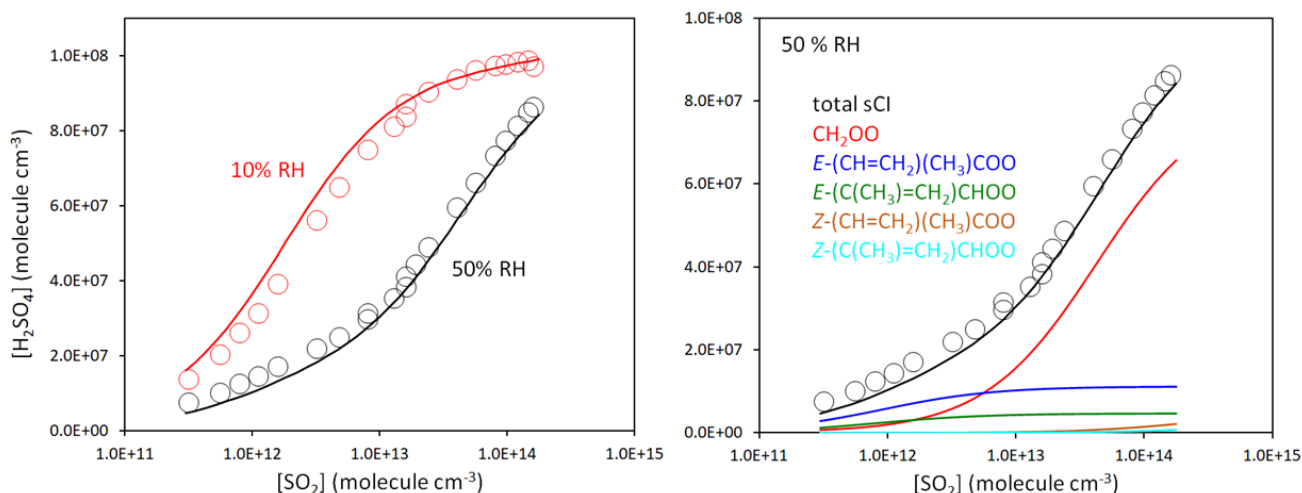 1.0E+08
8.0E+07
6.0E+07
4.0E+07
2.0E+07
0.0E+00
[H₂SO₄] (molecule cm⁻³)
10% RH
50% RH
1.0E+11 1.0E+12 1.0E+13 1.0E+14 1.0E+15
[SO₂] (molecule cm⁻³)
1.0E+08
8.0E+07
6.0E+07
4.0E+07
2.0E+07
0.0E+00
50 % RH
total sCI
CH₂OO
E-(CH=CH₂)(CH₃)COO
E-(C(CH₃)=CH₂)CHOO
Z-(CH=CH₂)(CH₃)COO
Z-(C(CH₃)=CH₂)CHOO
1.0E+11 1.0E+12 1.0E+13 1.0E+14 1.0E+15
[SO₂] (molecule cm⁻³)